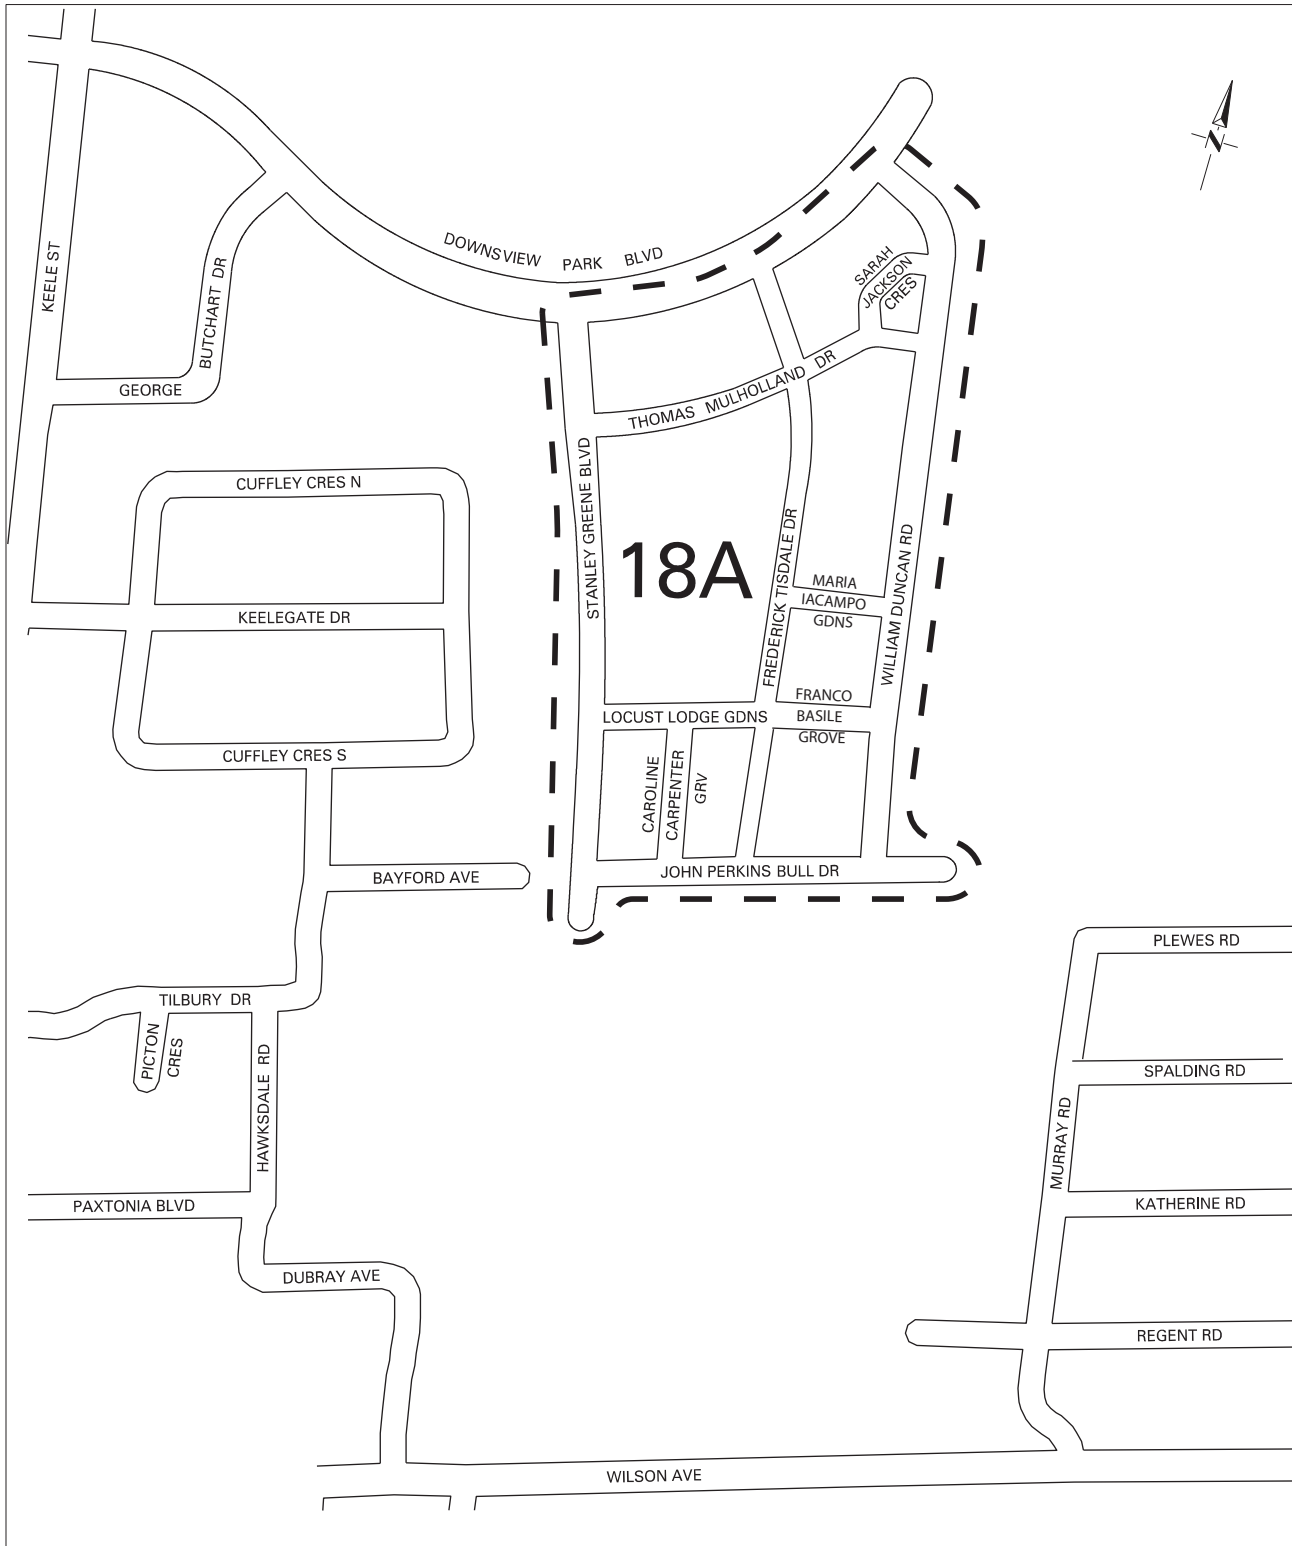 N
DOWNSVIEW PARK BLVD
KEELE ST
GEORGE BUTCHART DR
SARAH
JACKSON
CRES
THOMAS MULHOLLAND DR
STANLEY GREENE BLVD
18A
FREDERICK TISDALE DR
WILLIAM DUNCAN RD
MARIA
IACAMPO
GDNS
CUFFLEY CRES N
KEELEGATE DR
CUFFLEY CRES S
LOCUST LODGE GDNS
FRANCO
BASILE
GROVE
CAROLINE
CARPENTER
GRV
JOHN PERKINS BULL DR
BAYFORD AVE
PLEWES RD
TILBURY DR
PICTON
CRES
HAWKSDALE RD
SPALDING RD
MURRAY RD
PAXTONIA BLVD
KATHERINE RD
DUBRAY AVE
REGENT RD
WILSON AVE